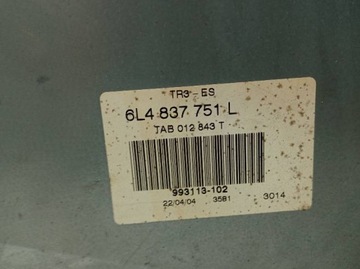 TR3 - ES
6L4 837 751 L
TAB 012 843 T
993113-102
22/04/04 3581 3014